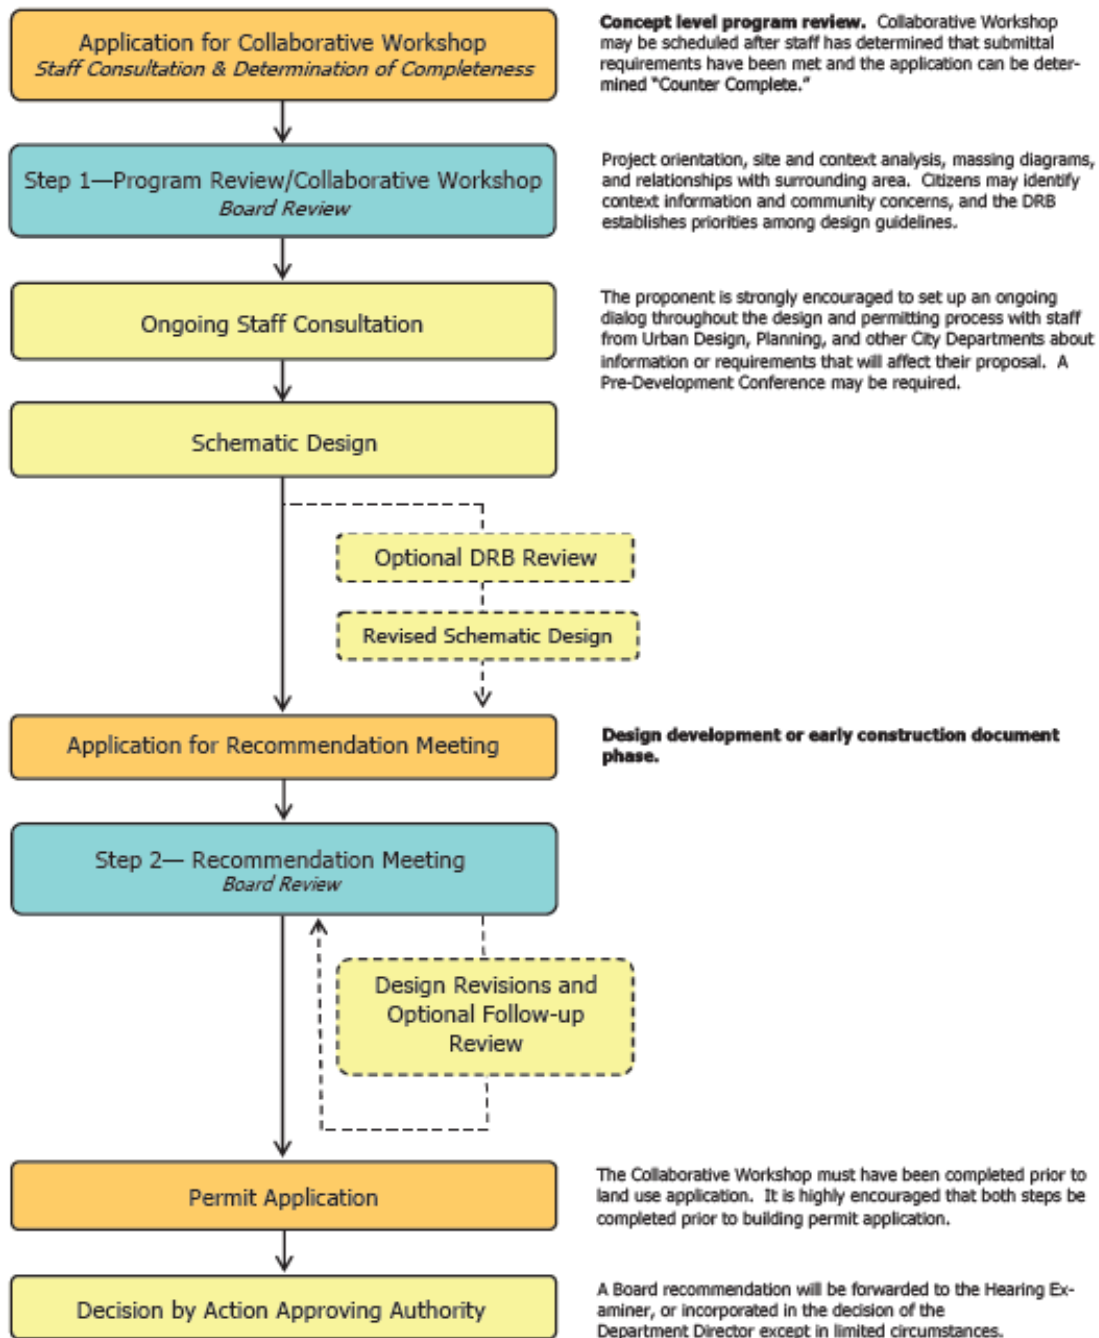 Application for Collaborative Workshop
Staff Consultation & Determination of Completeness
Concept level program review.  Collaborative Workshop
may be scheduled after staff has determined that submittal
requirements have been met and the application can be deter-
mined "Counter Complete."
Step 1—Program Review/Collaborative Workshop
Board Review
Project orientation, site and context analysis, massing diagrams,
and relationships with surrounding area.  Citizens may identify
context information and community concerns, and the DRB
establishes priorities among design guidelines.
Ongoing Staff Consultation
The proponent is strongly encouraged to set up an ongoing
dialog throughout the design and permitting process with staff
from Urban Design, Planning, and other City Departments about
information or requirements that will affect their proposal.  A
Pre-Development Conference may be required.
Schematic Design
Optional DRB Review
Revised Schematic Design
Application for Recommendation Meeting
Design development or early construction document
phase.
Step 2— Recommendation Meeting
Board Review
Design Revisions and
Optional Follow-up
Review
Permit Application
The Collaborative Workshop must have been completed prior to
land use application.  It is highly encouraged that both steps be
completed prior to building permit application.
Decision by Action Approving Authority
A Board recommendation will be forwarded to the Hearing Ex-
aminer, or incorporated in the decision of the
Department Director except in limited circumstances.